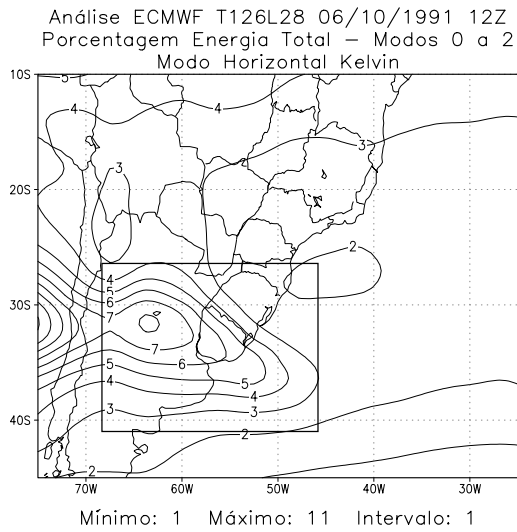 Análise ECMWF T126L28 06/10/1991 12Z
Porcentagem Energia Total – Modos 0 a 2
Modo Horizontal Kelvin
10S
20S
30S
40S
5
4
4
3
3
2
2
4
5
6
7
7
6
5
5
4
4
3
3
2
2
70W 60W 50W 40W 30W
Mínimo: 1 Máximo: 11 Intervalo: 1